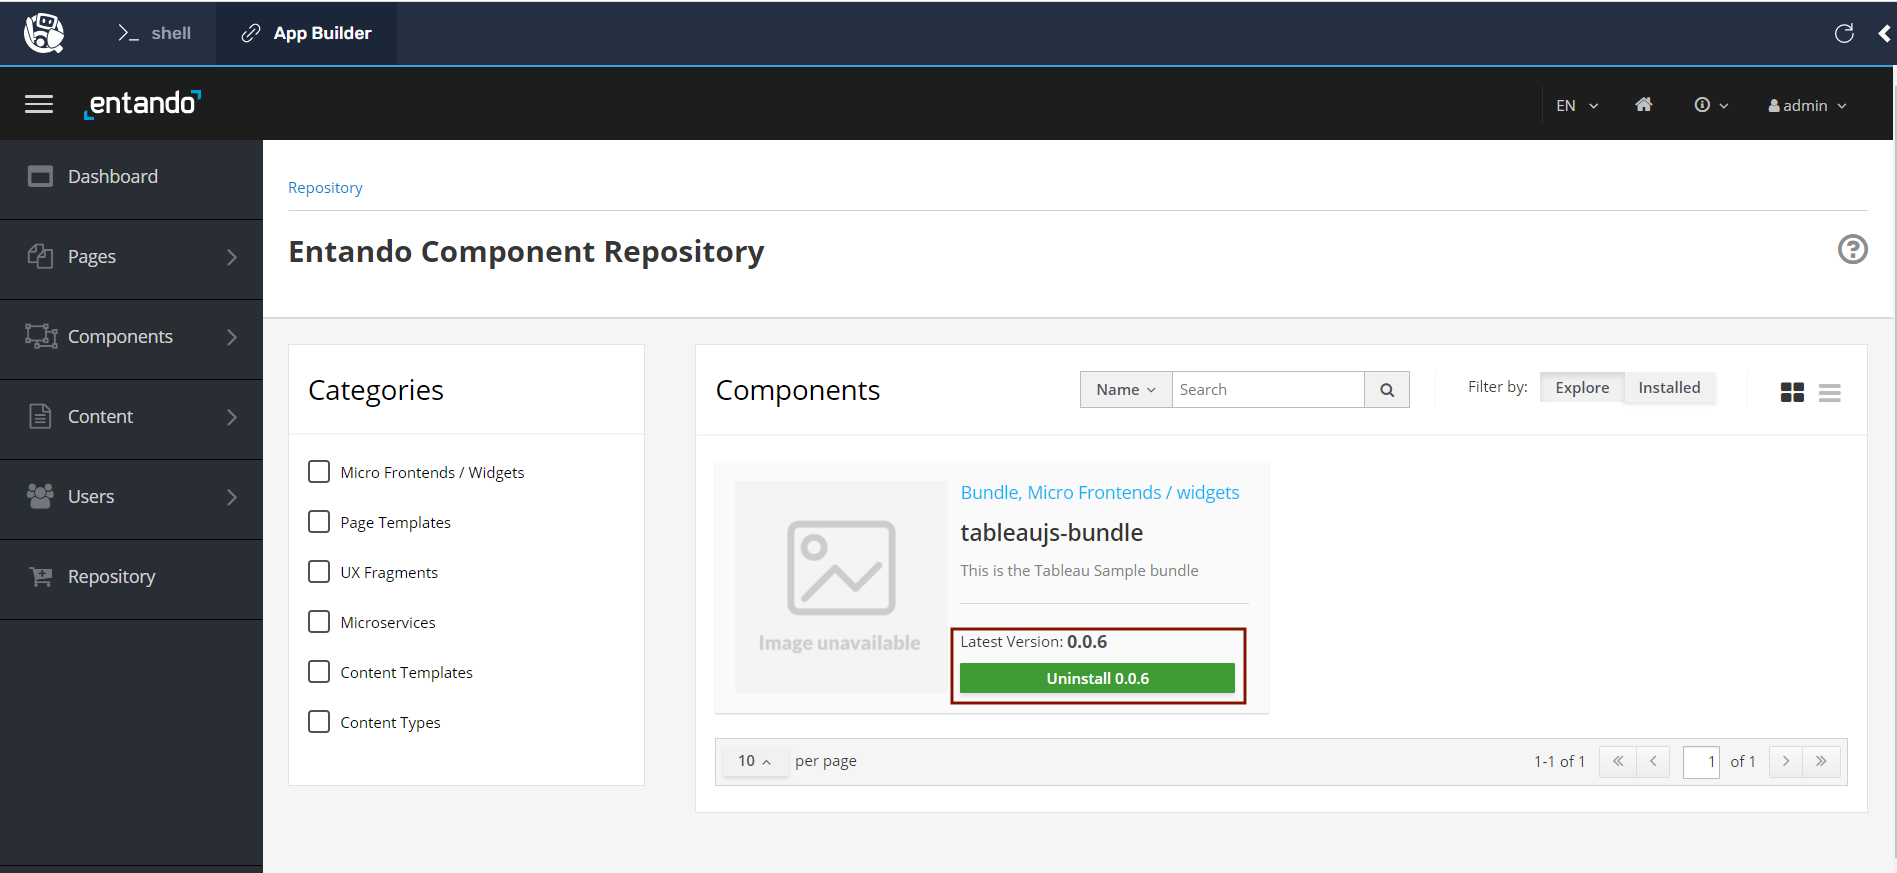 shell
App Builder
entando
EN
admin
Dashboard
Pages
Components
Content
Users
Repository
Repository
Entando Component Repository
Categories
Micro Frontends / Widgets
Page Templates
UX Fragments
Microservices
Content Templates
Content Types
Components
Name
Search
Filter by:
Explore
Installed
Image unavailable
Bundle, Micro Frontends / widgets
tableaujs-bundle
This is the Tableau Sample bundle
Latest Version: 0.0.6
Uninstall 0.0.6
10 per page
1-1 of 1
1 of 1